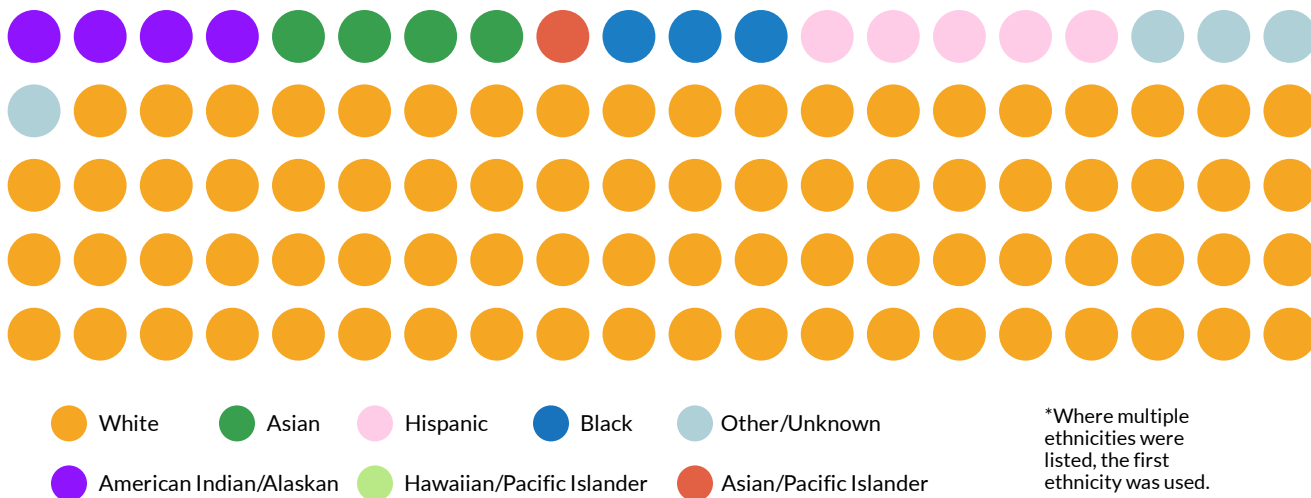 White
Asian
Hispanic
Black
Other/Unknown
American Indian/Alaskan
Hawaiian/Pacific Islander
Asian/Pacific Islander
*Where multiple
ethnicities were
listed, the first
ethnicity was used.